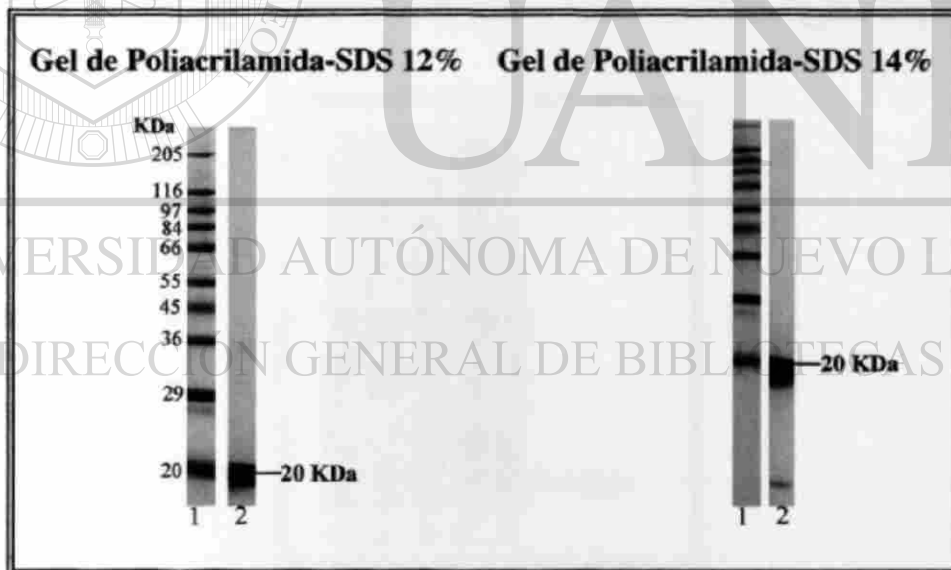 Gel de Poliacrilamida-SDS 12%
Gel de Poliacrilamida-SDS 14%
KDa
205
116
97
84
66
55
45
36
29
20
20 KDa
1 2
20 KDa
1 2
UANL
UNIVERSIDAD AUTÓNOMA DE NUEVO L
DIRECCIÓN GENERAL DE BIBLIOTECAS